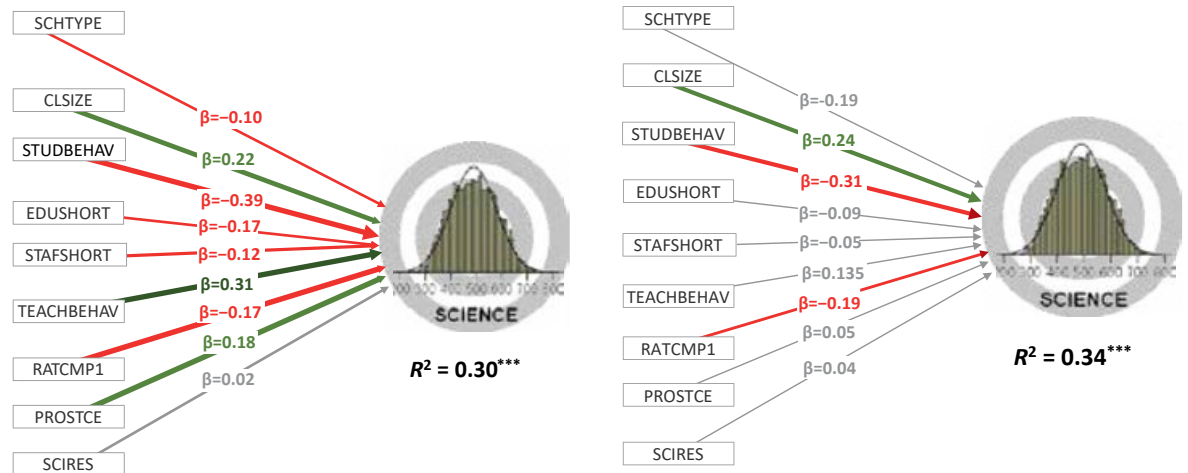 SCHTYPE
β=−0.10
CLSIZE
β=0.22
STUDBEHAV
β=−0.39
EDUSHORT
β=−0.17
STAFSHORT
β=−0.12
TEACHBEHAV
β=0.31
RATCMP1
β=−0.17
PROSTCE
β=0.18
SCIRES
β=0.02
SCIENCE
R² = 0.30***
SCHTYPE
β=-0.19
CLSIZE
β=0.24
STUDBEHAV
β=−0.31
EDUSHORT
β=−0.09
STAFSHORT
β=−0.05
TEACHBEHAV
β=0.135
RATCMP1
β=−0.19
PROSTCE
β=0.05
SCIRES
β=0.04
SCIENCE
R² = 0.34***